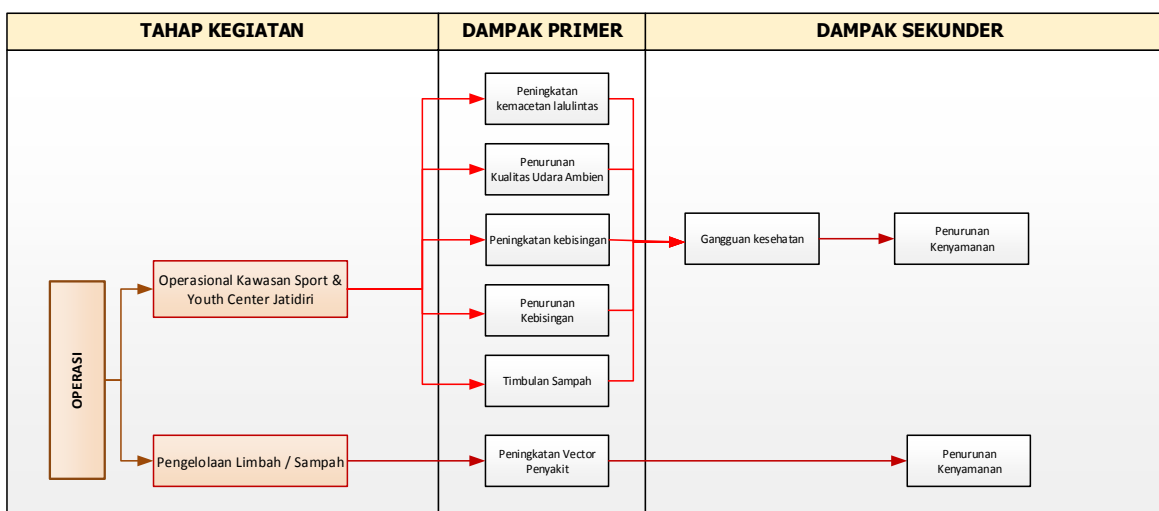 TAHAP KEGIATAN
DAMPAK PRIMER
DAMPAK SEKUNDER
OPERASI
Operasional Kawasan Sport &
Youth Center Jatidiri
Pengelolaan Limbah / Sampah
Peningkatan
kemacetan lalulintas
Penurunan
Kualitas Udara Ambien
Peningkatan kebisingan
Penurunan
Kebisingan
Timbulan Sampah
Peningkatan Vector
Penyakit
Gangguan kesehatan
Penurunan
Kenyamanan
Penurunan
Kenyamanan